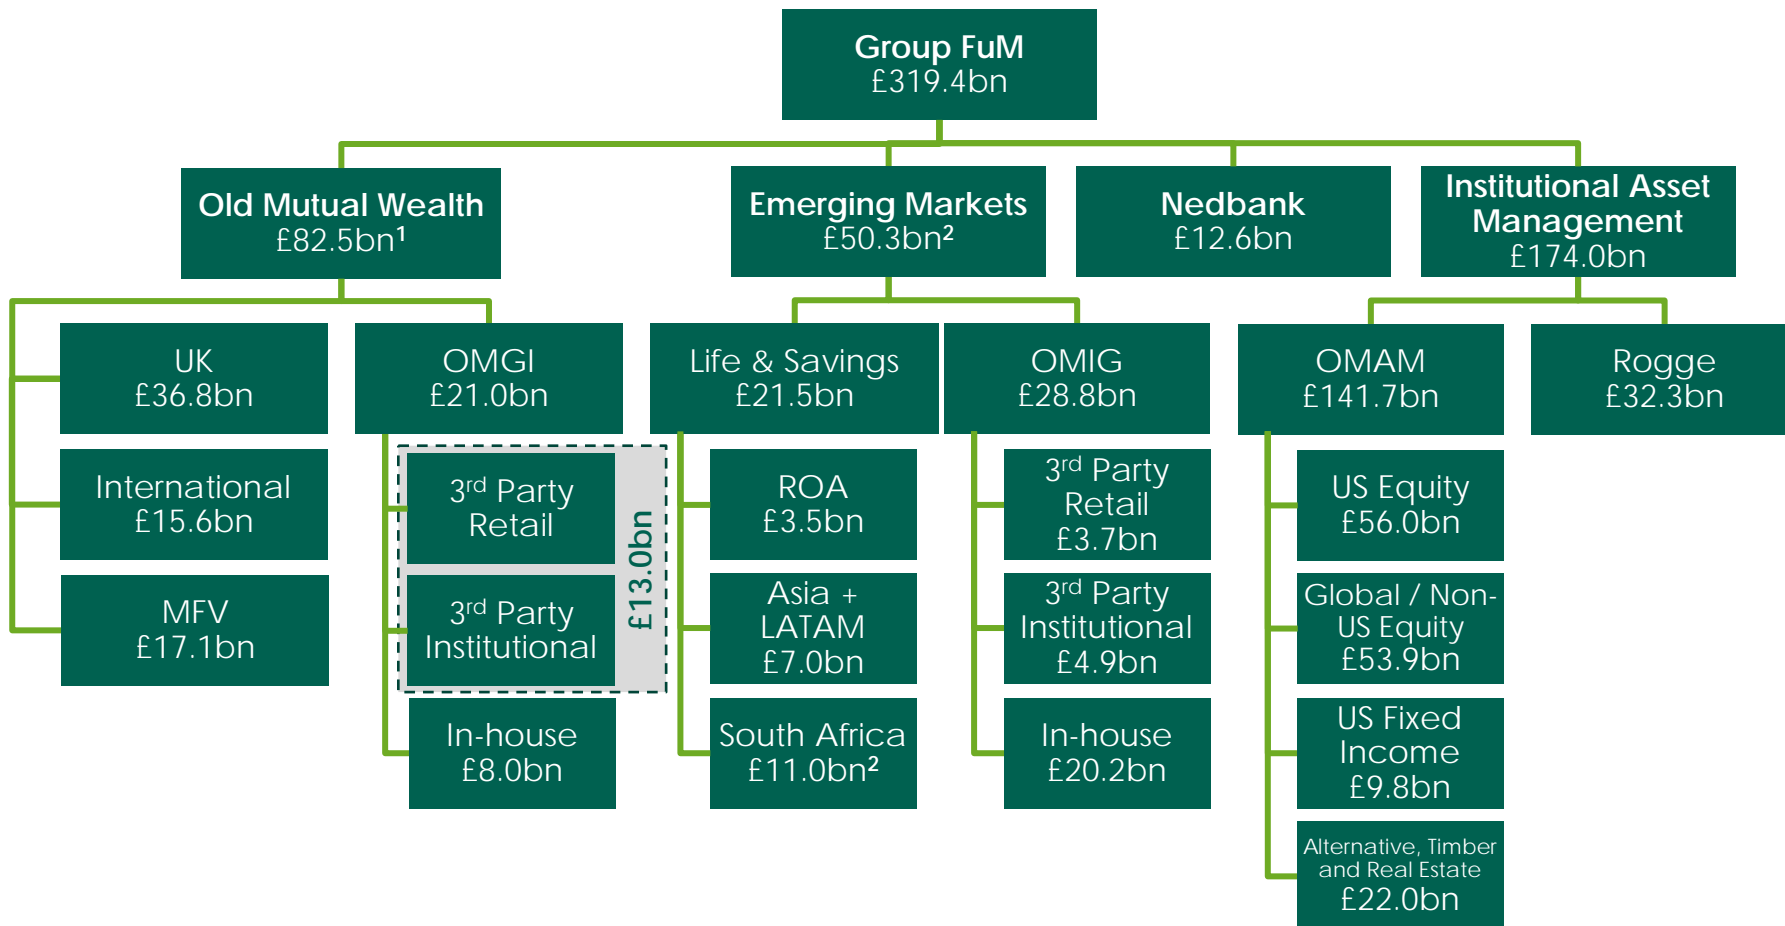 Group FuM
£319.4bn
Old Mutual Wealth
£82.5bn¹
Emerging Markets
£50.3bn²
Nedbank
£12.6bn
Institutional Asset
Management
£174.0bn
UK
£36.8bn
International
£15.6bn
MFV
£17.1bn
OMGI
£21.0bn
3rd Party
Retail
3rd Party
Institutional
£13.0bn
In-house
£8.0bn
Life & Savings
£21.5bn
ROA
£3.5bn
Asia +
LATAM
£7.0bn
South Africa
£11.0bn²
OMIG
£28.8bn
3rd Party
Retail
£3.7bn
3rd Party
Institutional
£4.9bn
In-house
£20.2bn
OMAM
£141.7bn
US Equity
£56.0bn
Global / Non-
US Equity
£53.9bn
US Fixed
Income
£9.8bn
Alternative, Timber
and Real Estate
£22.0bn
Rogge
£32.3bn